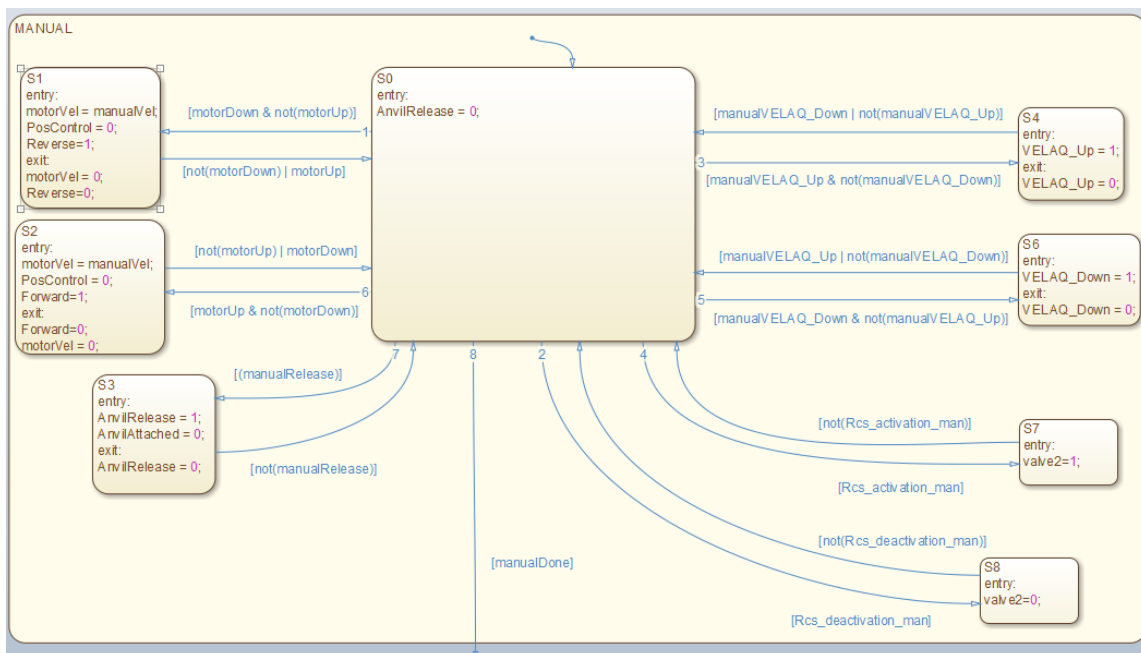 MANUAL
S1
entry:
motorVel = manualVel;
PosControl = 0;
Reverse=1;
exit:
motorVel = 0;
Reverse=0;
[motorDown & not(motorUp)]
1
[not(motorDown) | motorUp]
S0
entry:
AnvilRelease = 0;
[manualVELAQ_Down | not(manualVELAQ_Up)]
3
[manualVELAQ_Up & not(manualVELAQ_Down)]
S4
entry:
VELAQ_Up = 1;
exit:
VELAQ_Up = 0;
S2
entry:
motorVel = manualVel;
PosControl = 0;
Forward=1;
exit:
Forward=0;
motorVel = 0;
[not(motorUp) | motorDown]
6
[motorUp & not(motorDown)]
[manualVELAQ_Up | not(manualVELAQ_Down)]
5
[manualVELAQ_Down & not(manualVELAQ_Up)]
S6
entry:
VELAQ_Down = 1;
exit:
VELAQ_Down = 0;
7
8
2
4
[(manualRelease)]
S3
entry:
AnvilRelease = 1;
AnvilAttached = 0;
exit:
AnvilRelease = 0;
[not(manualRelease)]
[not(Rcs_activation_man)]
S7
entry:
valve2=1;
[Rcs_activation_man]
[manualDone]
[not(Rcs_deactivation_man)]
S8
entry:
valve2=0;
[Rcs_deactivation_man]